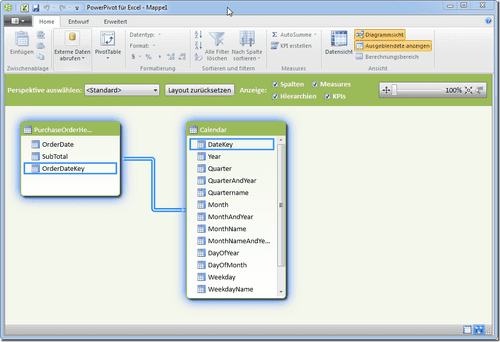 PowerPivot für Excel - Mappe1
Home Entwurf Erweitert
Einfügen
Externe Daten abrufen
PivotTable
Datentyp:
Format:
Alle Filter löschen
Nach Spalte sortieren
AutoSumme
KPI erstellen
Datensicht
Diagrammsicht
Ausgeblendete anzeigen
Berechnungsbereich
Zwischenablage
Formatierung
Sortieren und filtern
Measures
Ansicht
Perspektive auswählen: <Standard> Layout zurücksetzen Anzeige: Spalten Measures 100%
Hierarchien KPIs
PurchaseOrderHe...
OrderDate
SubTotal
OrderDateKey
Calendar
DateKey
Year
Quarter
QuarterAndYear
Quartername
Month
MonthAndYear
MonthName
MonthNameAndYe...
DayOfYear
DayOfMonth
Weekday
WeekdayName